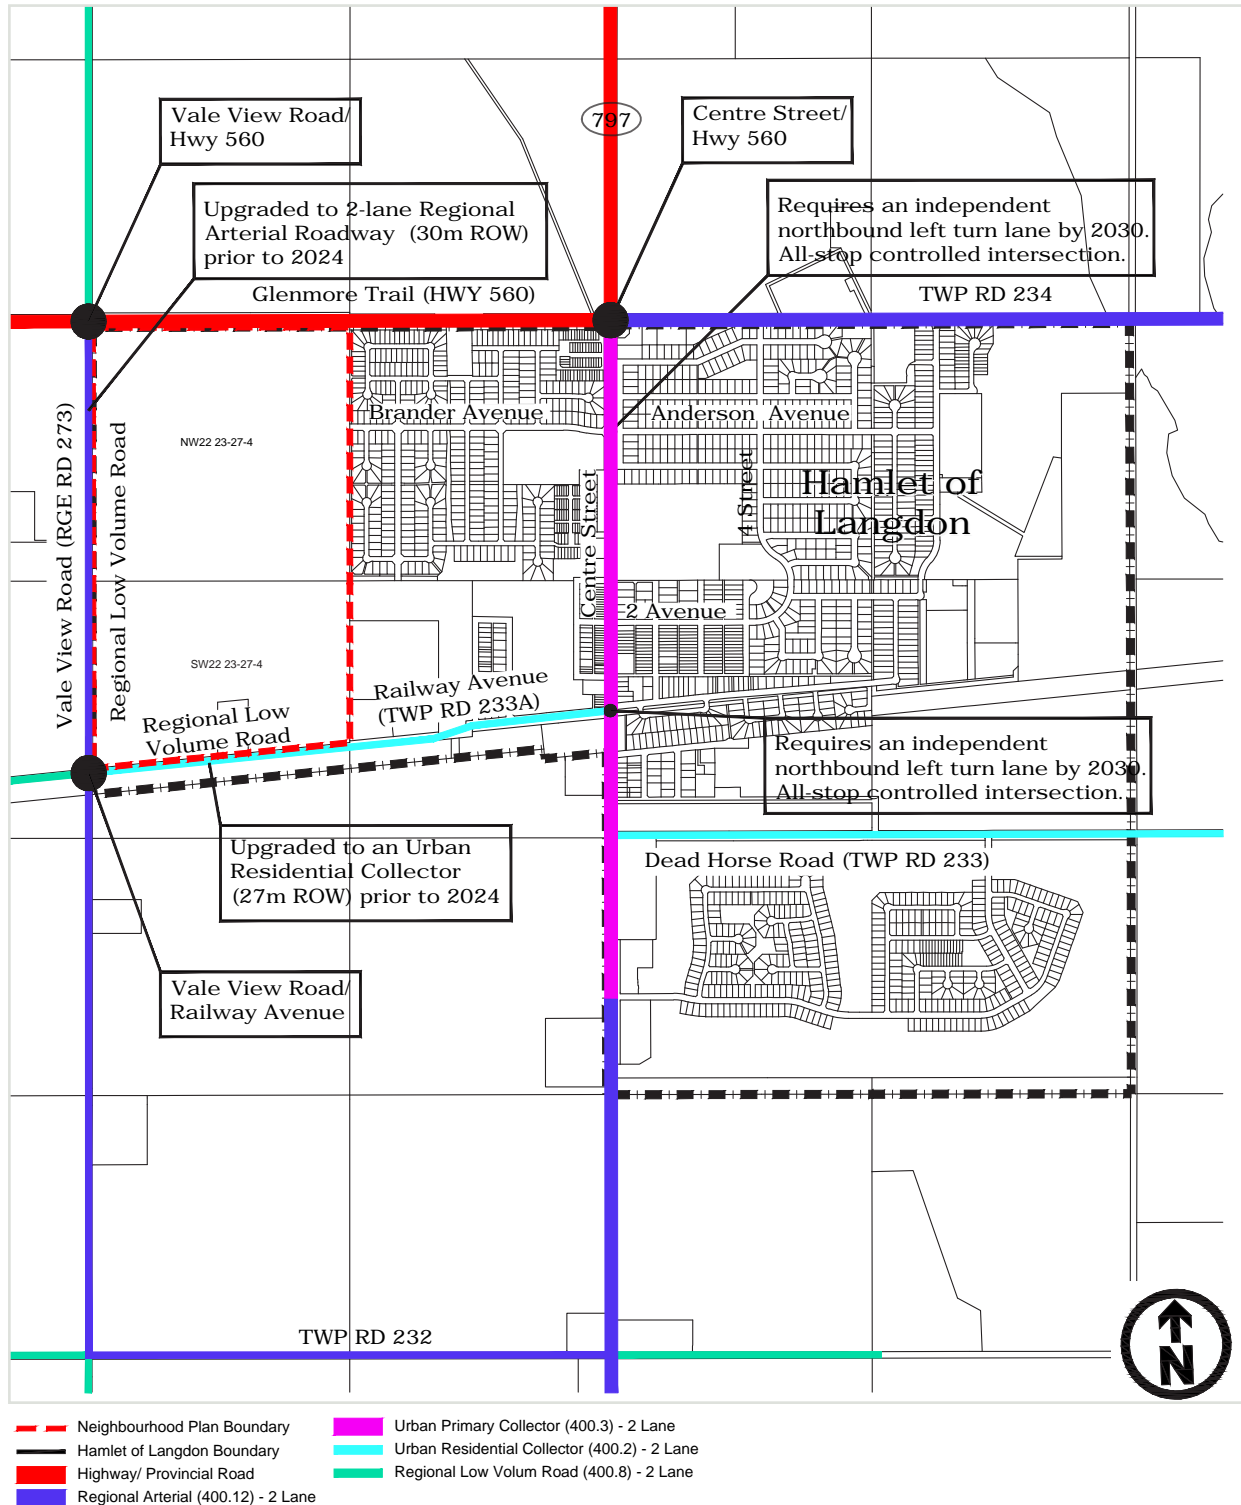 797
Vale View Road/
Hwy 560
Centre Street/
Hwy 560
Upgraded to 2-lane Regional
Arterial Roadway (30m ROW)
prior to 2024
Requires an independent
northbound left turn lane by 2030.
All-stop controlled intersection.
Glenmore Trail (HWY 560)
TWP RD 234
Brander Avenue
Anderson Avenue
Vale View Road (RGE RD 273)
Regional Low Volume Road
NW22 23-27-4
Centre Street
4 Street
Hamlet of
Langdon
2 Avenue
SW22 23-27-4
Railway Avenue
(TWP RD 233A)
Regional Low
Volume Road
Requires an independent
northbound left turn lane by 2030.
All-stop controlled intersection.
Upgraded to an Urban
Residential Collector
(27m ROW) prior to 2024
Dead Horse Road (TWP RD 233)
Vale View Road/
Railway Avenue
TWP RD 232
N
Neighbourhood Plan Boundary
Hamlet of Langdon Boundary
Highway/ Provincial Road
Regional Arterial (400.12) - 2 Lane
Urban Primary Collector (400.3) - 2 Lane
Urban Residential Collector (400.2) - 2 Lane
Regional Low Volum Road (400.8) - 2 Lane